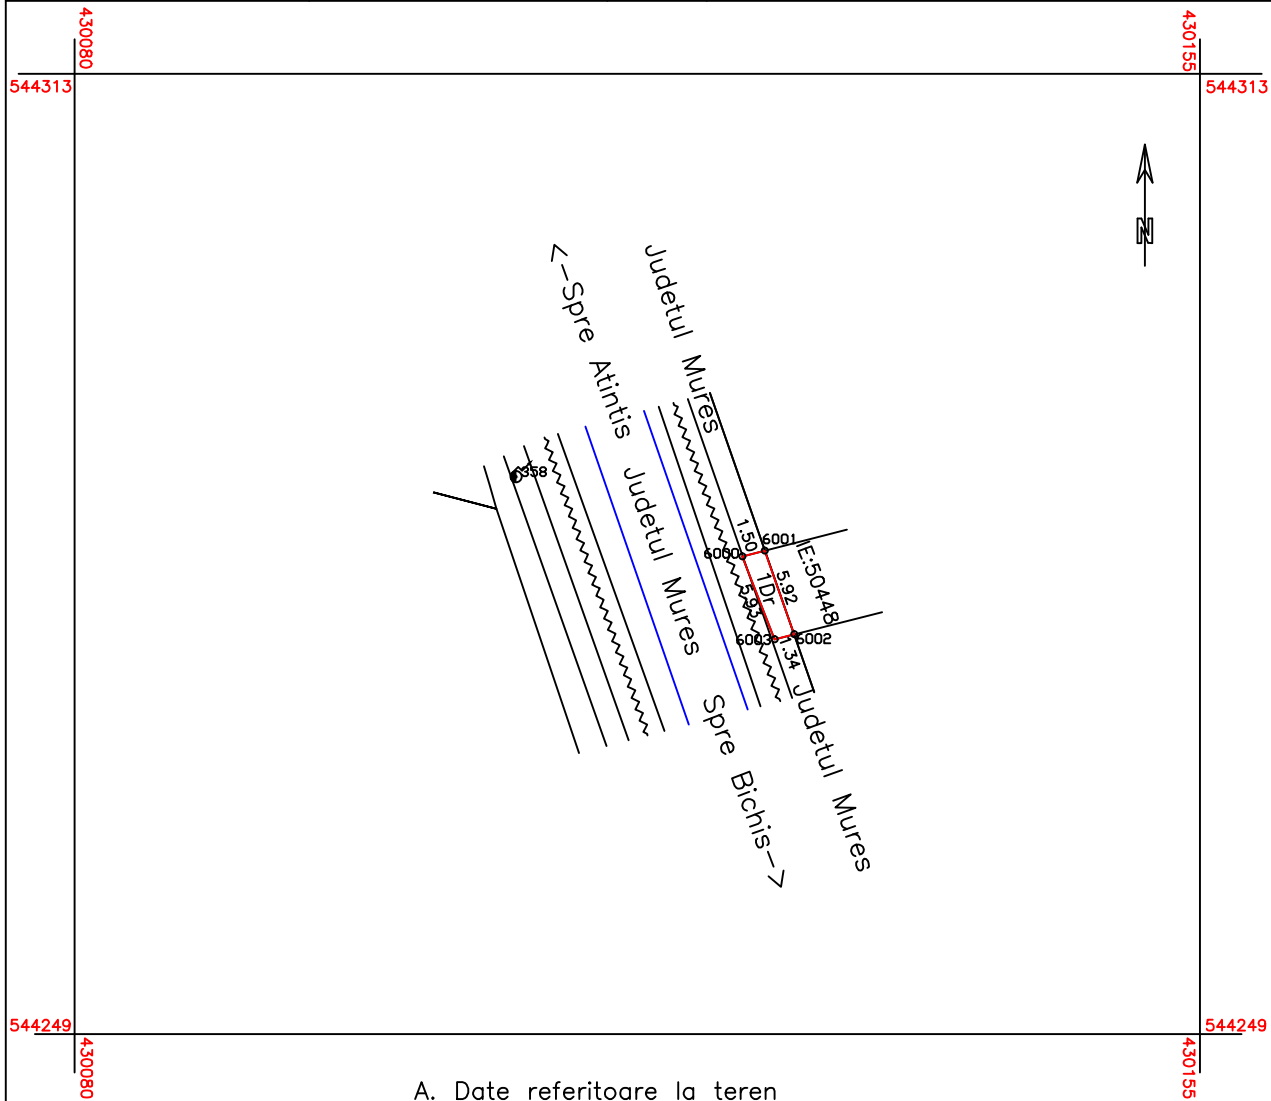 430080
430155
544313
544313
N
<-Spre Atintis Judetul Mures Spre Bichis->
Judetul Mures
358
1.50
6001
6000
IE:50448
5.92
1Dr
5.93
6003
6002
1.34
Judetul Mures
544249
544249
430080
430155
A. Date referitoare la teren